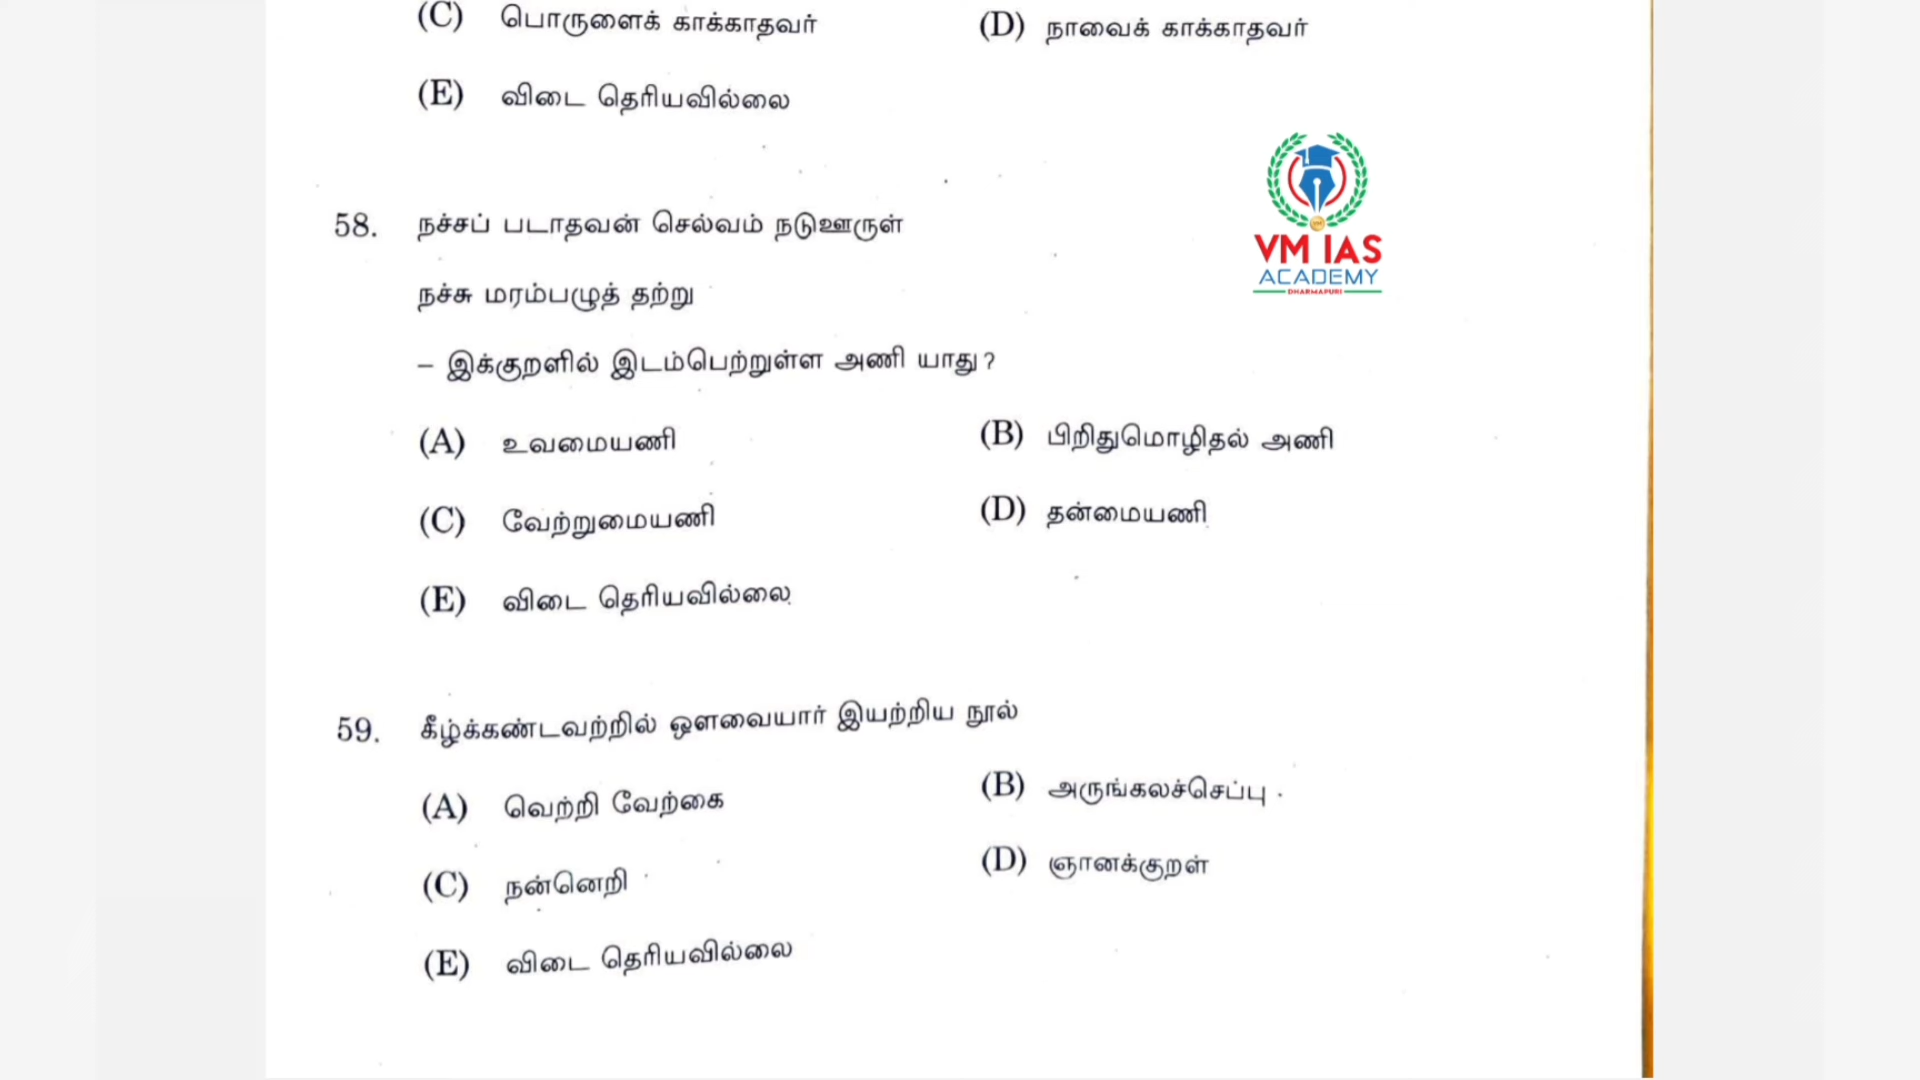 (C) பொருளைக் காக்காதவர் (D) நாவைக் காக்காதவர்
(E) விடை தெரியவில்லை
VM IAS
ACADEMY
DHARMAPURI
58. நச்சப் படாதவன் செல்வம் நடுஊருள்
நச்சு மரம்பழுத் தற்று
– இக்குறளில் இடம்பெற்றுள்ள அணி யாது?
(A) உவமையணி (B) பிறிதுமொழிதல் அணி
(C) வேற்றுமையணி (D) தன்மையணி
(E) விடை தெரியவில்லை
59. கீழ்க்கண்டவற்றில் ஔவையார் இயற்றிய நூல்
(A) வெற்றி வேற்கை (B) அருங்கலச்செப்பு
(C) நன்னெறி (D) ஞானக்குறள்
(E) விடை தெரியவில்லை